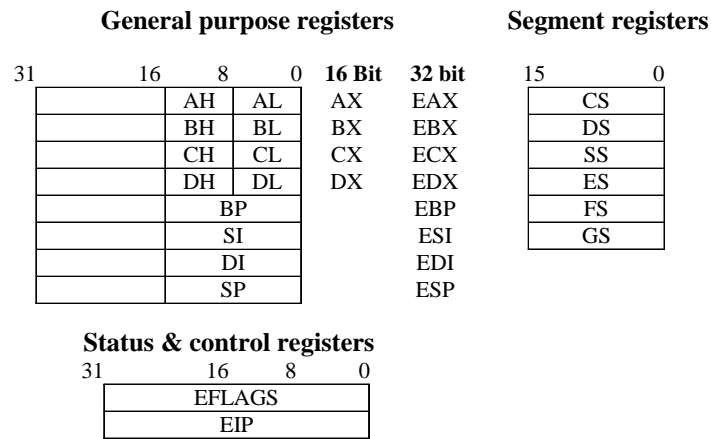 General purpose registers Segment registers
31 16 8 0 16 Bit 32 bit 15 0
AH AL AX EAX CS
BH BL BX EBX DS
CH CL CX ECX SS
DH DL DX EDX ES
BP EBP FS
SI ESI GS
DI EDI
SP ESP
Status & control registers
31 16 8 0
EFLAGS
EIP